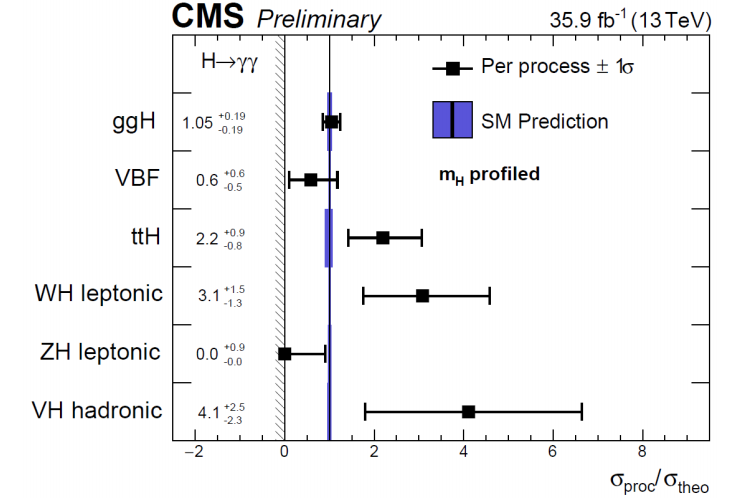 CMS Preliminary 35.9 fb⁻¹ (13 TeV)
H→γγ
Per process ± 1σ
SM Prediction
m_H profiled
ggH 1.05 +0.19 -0.19
VBF 0.6 +0.6 -0.5
ttH 2.2 +0.9 -0.8
WH leptonic 3.1 +1.5 -1.3
ZH leptonic 0.0 +0.9 -0.0
VH hadronic 4.1 +2.5 -2.3
−2 0 2 4 6 8
σ_proc/σ_theo